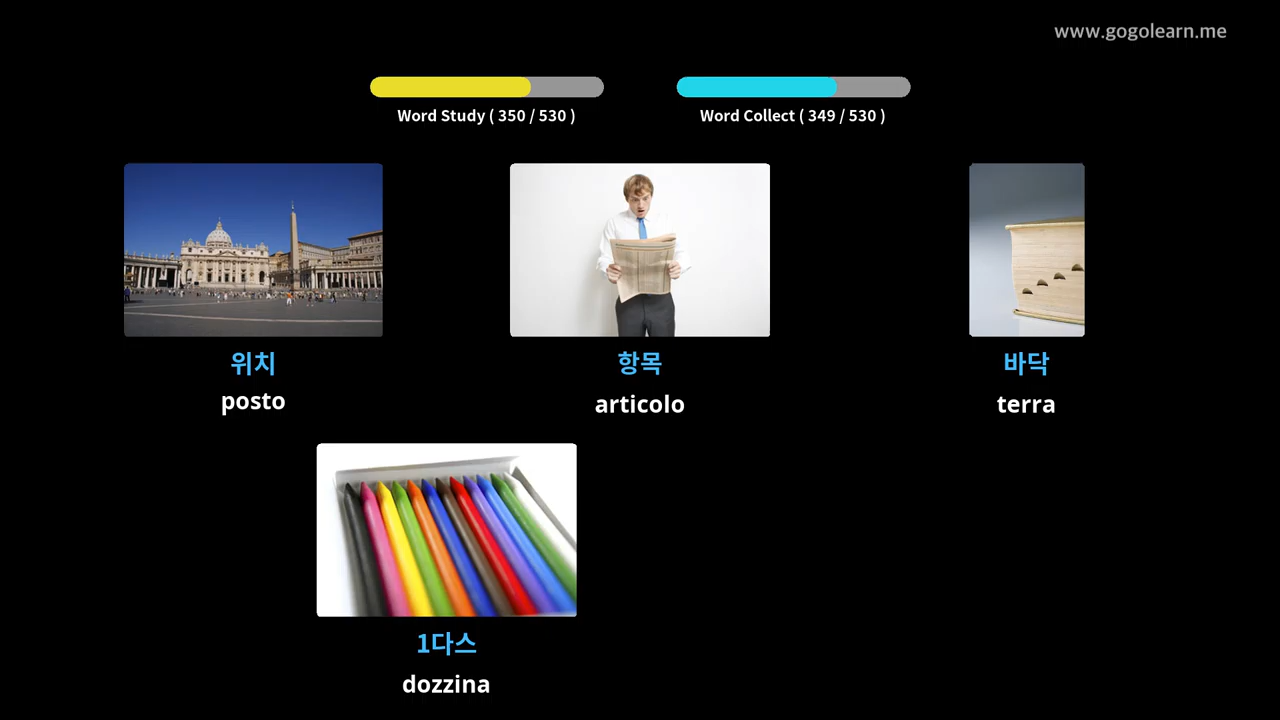 www.gogolearn.me
Word Study ( 350 / 530 )
Word Collect ( 349 / 530 )
위치
posto
항목
articolo
바닥
terra
1다스
dozzina